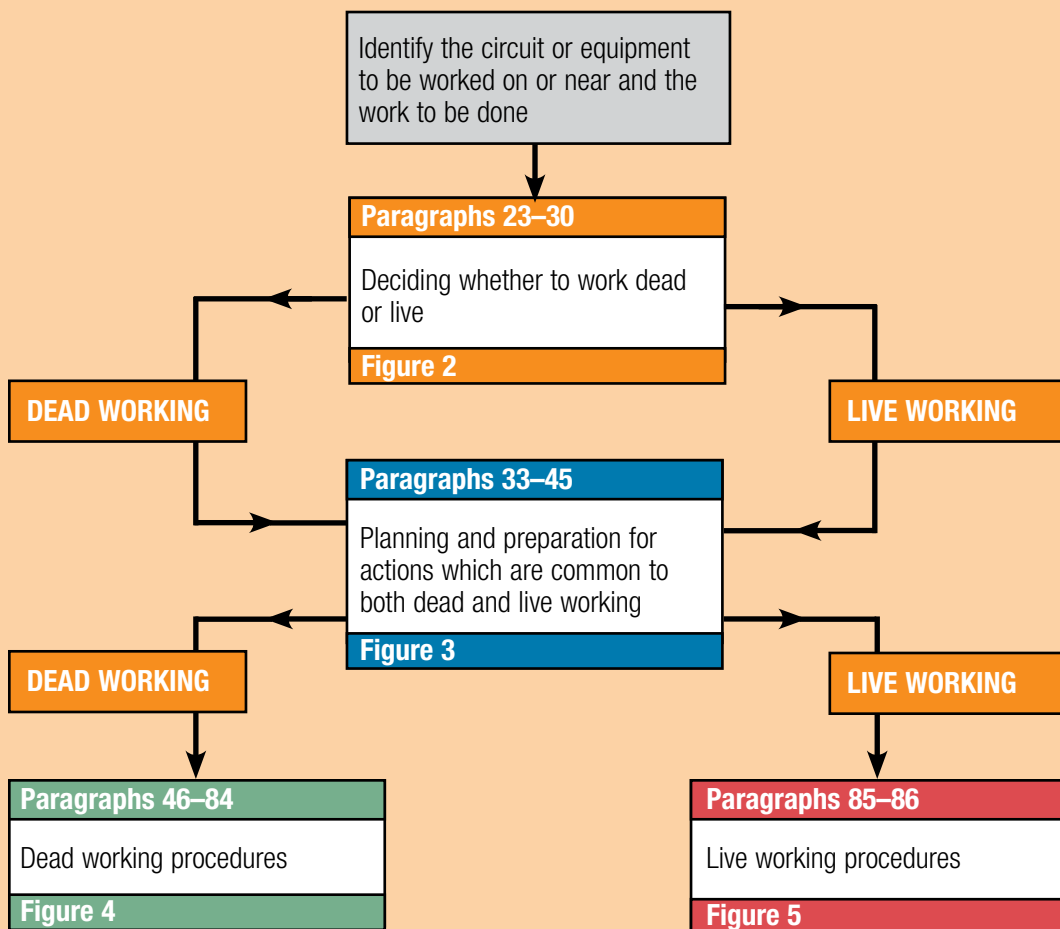 Identify the circuit or equipment
to be worked on or near and the
work to be done
Paragraphs 23–30
Deciding whether to work dead
or live
Figure 2
DEAD WORKING
LIVE WORKING
Paragraphs 33–45
Planning and preparation for
actions which are common to
both dead and live working
Figure 3
DEAD WORKING
LIVE WORKING
Paragraphs 46–84
Dead working procedures
Figure 4
Paragraphs 85–86
Live working procedures
Figure 5